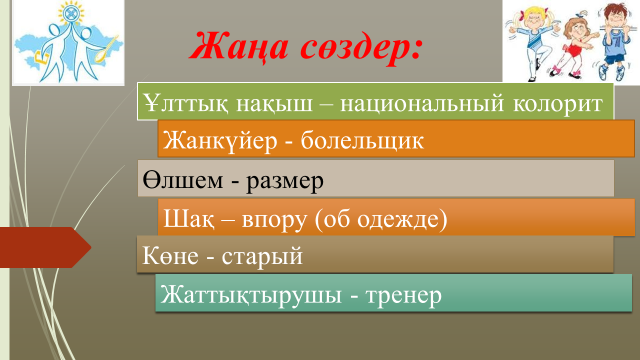 Жаңа сөздер:
Ұлттық нақыш – национальный колорит
Жанкүйер - болельщик
Өлшем - размер
Шақ – впору (об одежде)
Көне - старый
Жаттықтырушы - тренер